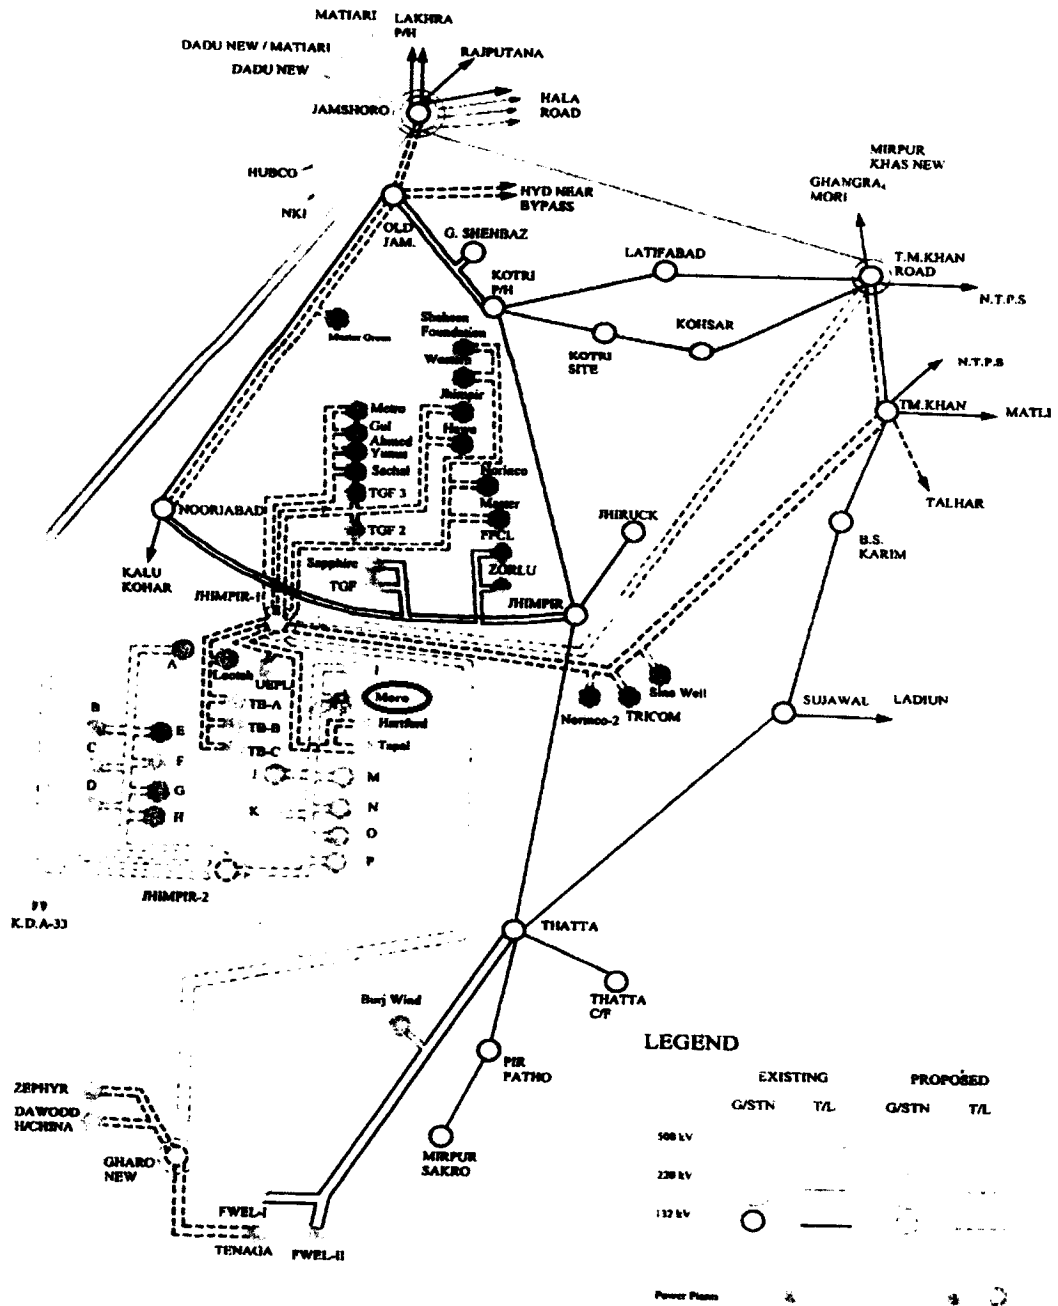 MATIARI
LAKHRA
P/H
DADU NEW / MATIARI
RAJPUTANA
DADU NEW
JAMSHORO
HALA
ROAD
MIRPUR
KHAS NEW
HUBCO
GHANGRA
MORI
HYD NEAR
BYPASS
NKI
OLD
JAM.
G. SHEHBAZ
LATIFABAD
T.M.KHAN
ROAD
KOTRI
P/H
N.T.P.S
Shaheen
Foundation
Master Green
KOHSAR
Western
KOTRI
SITE
N.T.P.S
Jhimpir
Metro
TM.KHAN
MATLI
Gul
Ahmed
Hawa
Yunus
Sachal
Norinco
TGF 3
NOORIABAD
Master
TALHAR
TGF 2
FFCL
JHIRUCK
B.S.
KARIM
Sapphire
KALU
KOHAR
ZORLU
TGF
JHIMPIR-1
JHIMPIR
A
Lootah
UEPL
I
Sino Well
B
TB-A
Moro
Norinco-2
TRICOM
SUJAWAL
LADIUN
E
TB-B
Hartford
C
TB-C
Tapal
F
J
M
D
G
K
N
H
O
P
JHIMPIR-2
K.D.A-33
THATTA
THATTA
C/F
Burj Wind
LEGEND
PIR
PATHO
EXISTING
PROPOSED
ZEPHYR
G/STN
T/L
G/STN
T/L
DAWOOD
H/CHINA
500 kV
MIRPUR
SAKRO
GHARO
NEW
220 kV
FWEL-I
132 kV
TENAGA
FWEL-II
Power Plants